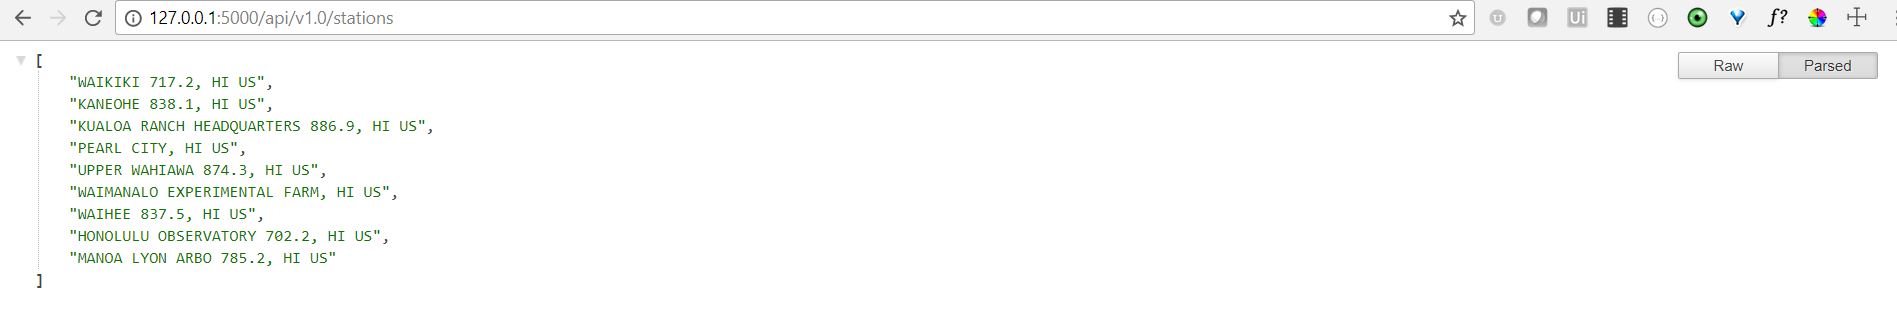 127.0.0.1:5000/api/v1.0/stations
U Ui {··} f?
[
Raw Parsed
"WAIKIKI 717.2, HI US",
"KANEOHE 838.1, HI US",
"KUALOA RANCH HEADQUARTERS 886.9, HI US",
"PEARL CITY, HI US",
"UPPER WAHIAWA 874.3, HI US",
"WAIMANALO EXPERIMENTAL FARM, HI US",
"WAIHEE 837.5, HI US",
"HONOLULU OBSERVATORY 702.2, HI US",
"MANOA LYON ARBO 785.2, HI US"
]